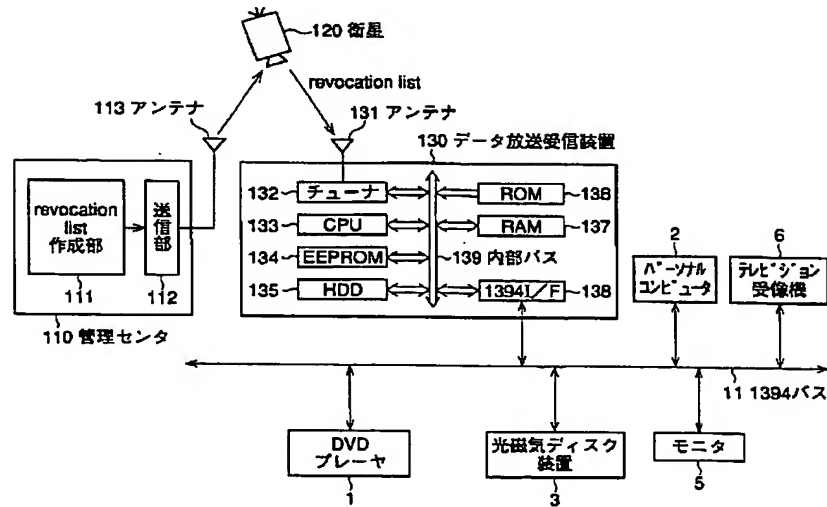 120 衛星
revocation list
113 アンテナ
131 アンテナ
130 データ放送受信装置
revocation
list
作成部
111
送信部
112
110 管理センタ
132 チューナ
133 CPU
134 EEPROM
135 HDD
ROM 136
RAM 137
139 内部バス
1394I/F 138
2
パーソナル
コンピュータ
6
テレビジョン
受像機
11 1394バス
DVD
プレーヤ
1
光磁気ディスク
装置
3
モニタ
5